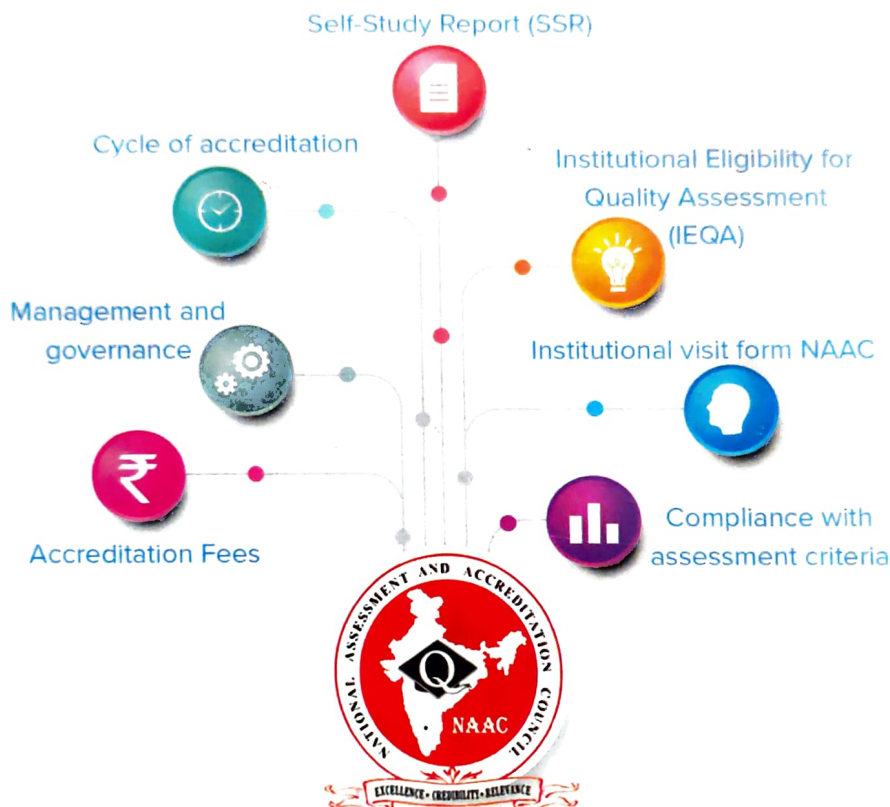 Self-Study Report (SSR)
Cycle of accreditation
Institutional Eligibility for
Quality Assessment
(IEQA)
Management and
governance
Institutional visit form NAAC
₹
Accreditation Fees
Compliance with
assessment criteria
NATIONAL ASSESSMENT AND ACCREDITATION COUNCIL
Q
NAAC
EXCELLENCE • CREDIBILITY • RELEVANCE